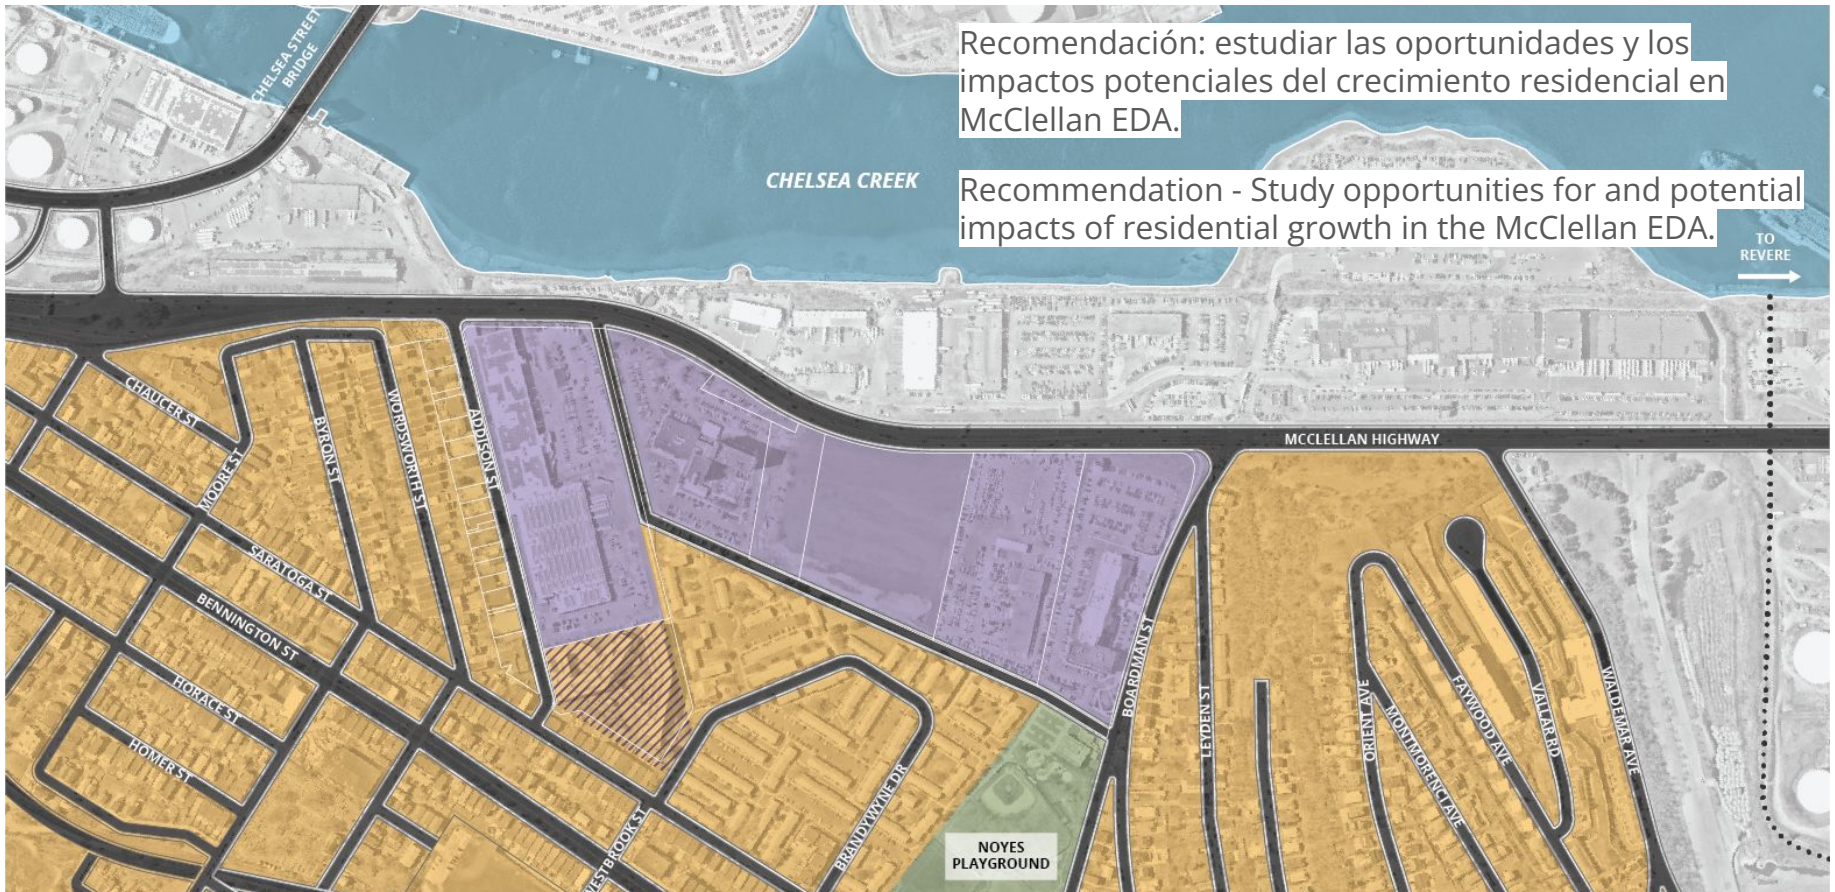 CHELSEA STREET
BRIDGE
Recomendación: estudiar las oportunidades y los
impactos potenciales del crecimiento residencial en
McClellan EDA.
CHELSEA CREEK
Recommendation - Study opportunities for and potential
impacts of residential growth in the McClellan EDA.
TO
REVERE
CHAUCER ST
MOORE ST
BYRON ST
WORDSWORTH ST
ADDISON ST
MCCLELLAN HIGHWAY
SARATOGA ST
BENNINGTON ST
HORACE ST
HOMER ST
WESTBROOK ST
BRANDYWYNE DR
BOARDMAN ST
LEYDEN ST
ORIENT AVE
MONTMORENCI AVE
FAYWOOD AVE
VALLAR RD
WALDEMAR AVE
NOYES
PLAYGROUND